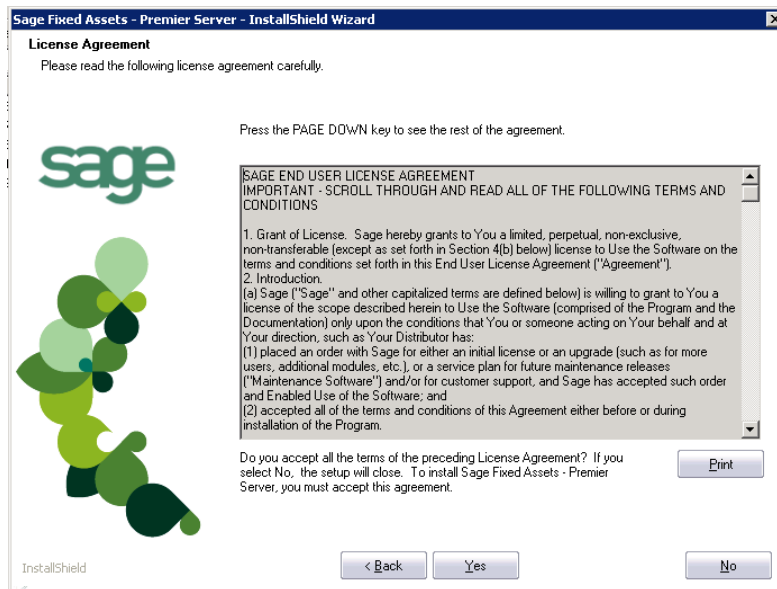 Sage Fixed Assets - Premier Server - InstallShield Wizard
License Agreement
Please read the following license agreement carefully.
Press the PAGE DOWN key to see the rest of the agreement.
sage
SAGE END USER LICENSE AGREEMENT
IMPORTANT - SCROLL THROUGH AND READ ALL OF THE FOLLOWING TERMS AND
CONDITIONS
1. Grant of License.  Sage hereby grants to You a limited, perpetual, non-exclusive,
non-transferable (except as set forth in Section 4(b) below) license to Use the Software on the
terms and conditions set forth in this End User License Agreement ("Agreement").
2. Introduction.
(a) Sage ("Sage" and other capitalized terms are defined below) is willing to grant to You a
license of the scope described herein to Use the Software (comprised of the Program and the
Documentation) only upon the conditions that You or someone acting on Your behalf and at
Your direction, such as Your Distributor has:
(1) placed an order with Sage for either an initial license or an upgrade (such as for more
users, additional modules, etc.), or a service plan for future maintenance releases
("Maintenance Software") and/or for customer support, and Sage has accepted such order
and Enabled Use of the Software; and
(2) accepted all of the terms and conditions of this Agreement either before or during
installation of the Program.
Do you accept all the terms of the preceding License Agreement?  If you
select No,  the setup will close.  To install Sage Fixed Assets - Premier
Server, you must accept this agreement.
Print
InstallShield
< Back
Yes
No